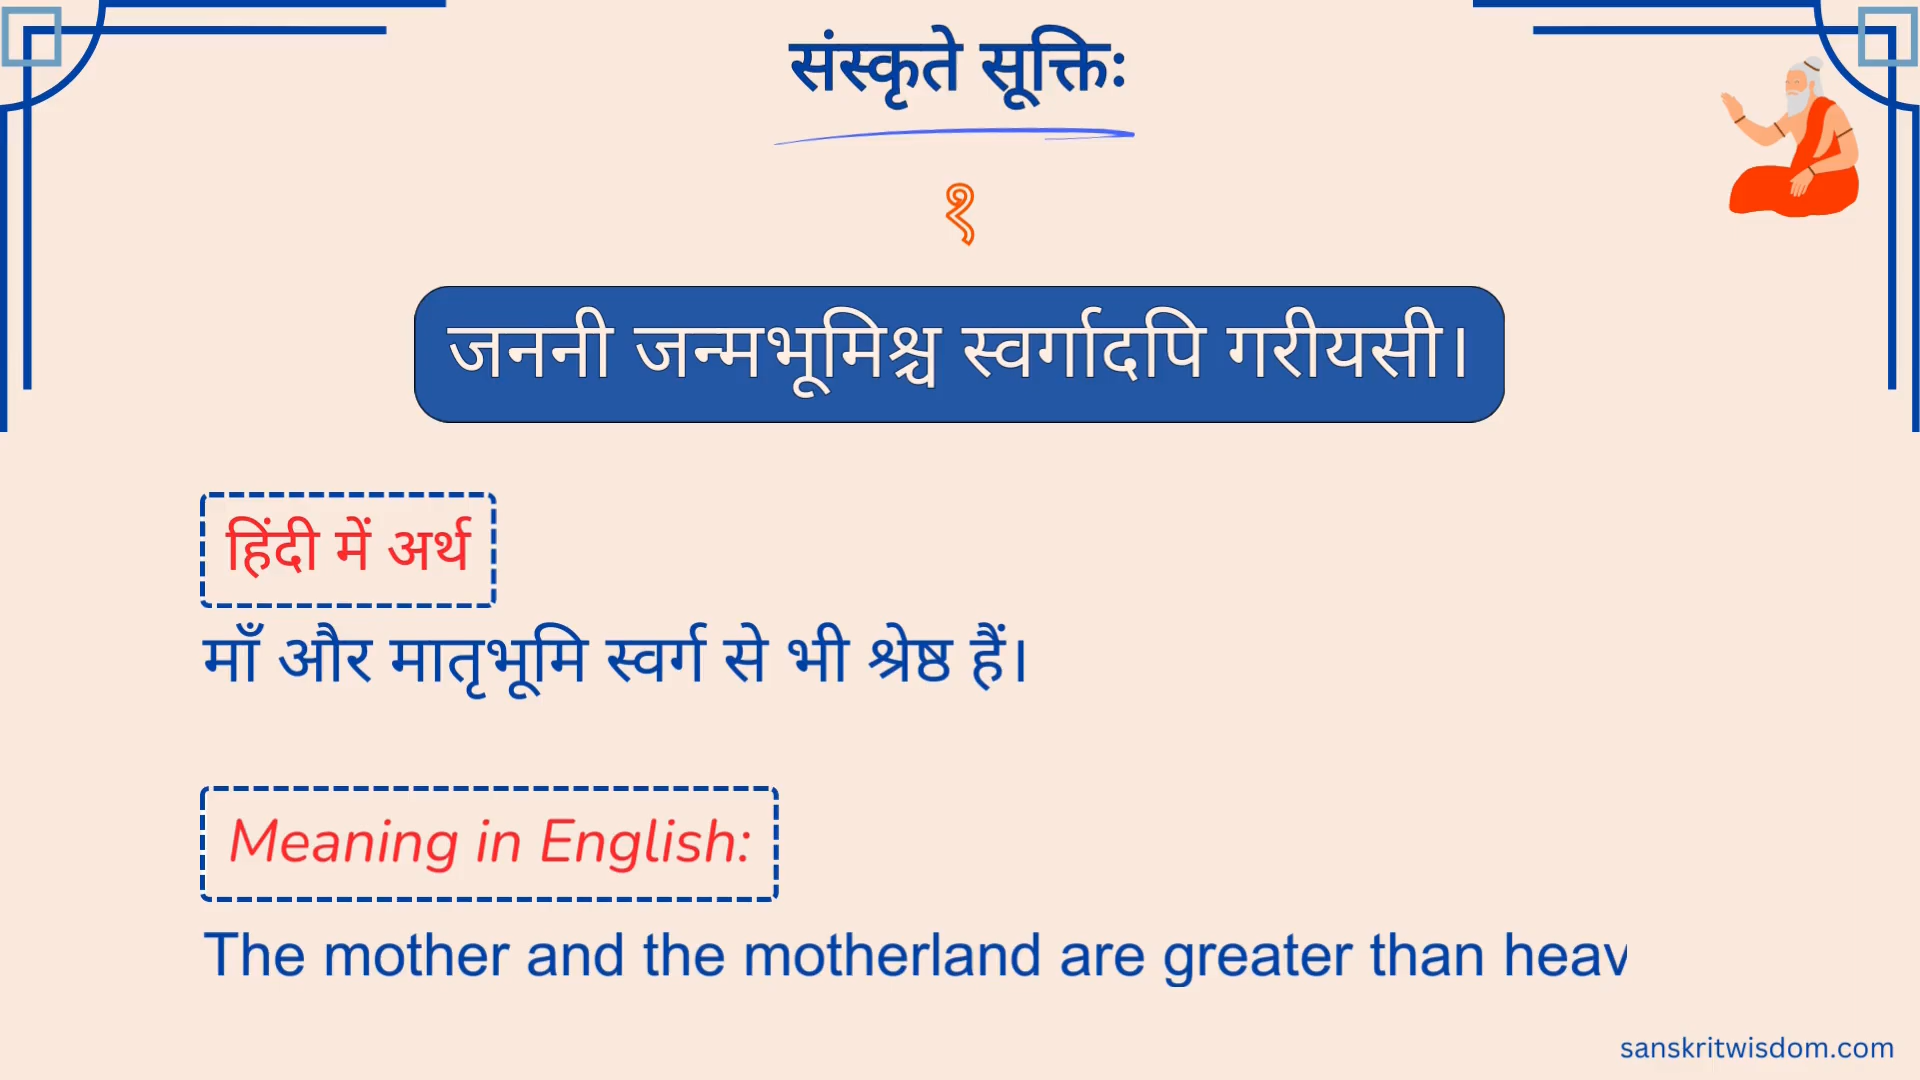 संस्कृते सूक्तिः
१
जननी जन्मभूमिश्च स्वर्गादपि गरीयसी।
हिंदी में अर्थ
माँ और मातृभूमि स्वर्ग से भी श्रेष्ठ हैं।
Meaning in English:
The mother and the motherland are greater than heav
sanskritwisdom.com